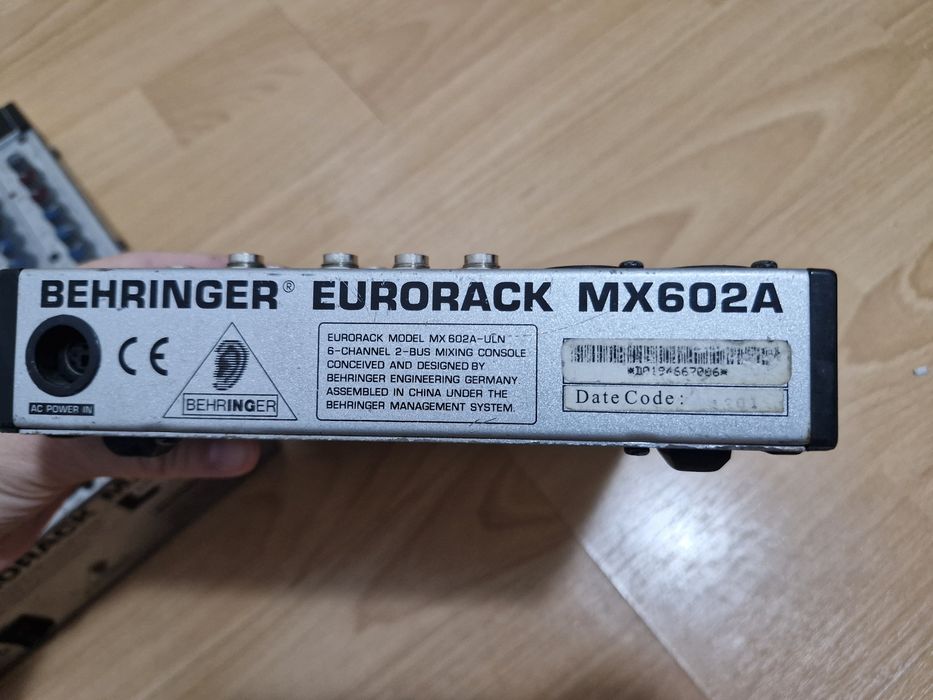 BEHRINGER® EURORACK MX602A
AC POWER IN
CE
BEHRINGER
EURORACK MODEL MX 602A-ULN
6-CHANNEL 2-BUS MIXING CONSOLE
CONCEIVED AND DESIGNED BY
BEHRINGER ENGINEERING GERMANY.
ASSEMBLED IN CHINA UNDER THE
BEHRINGER MANAGEMENT SYSTEM.
Date Code: